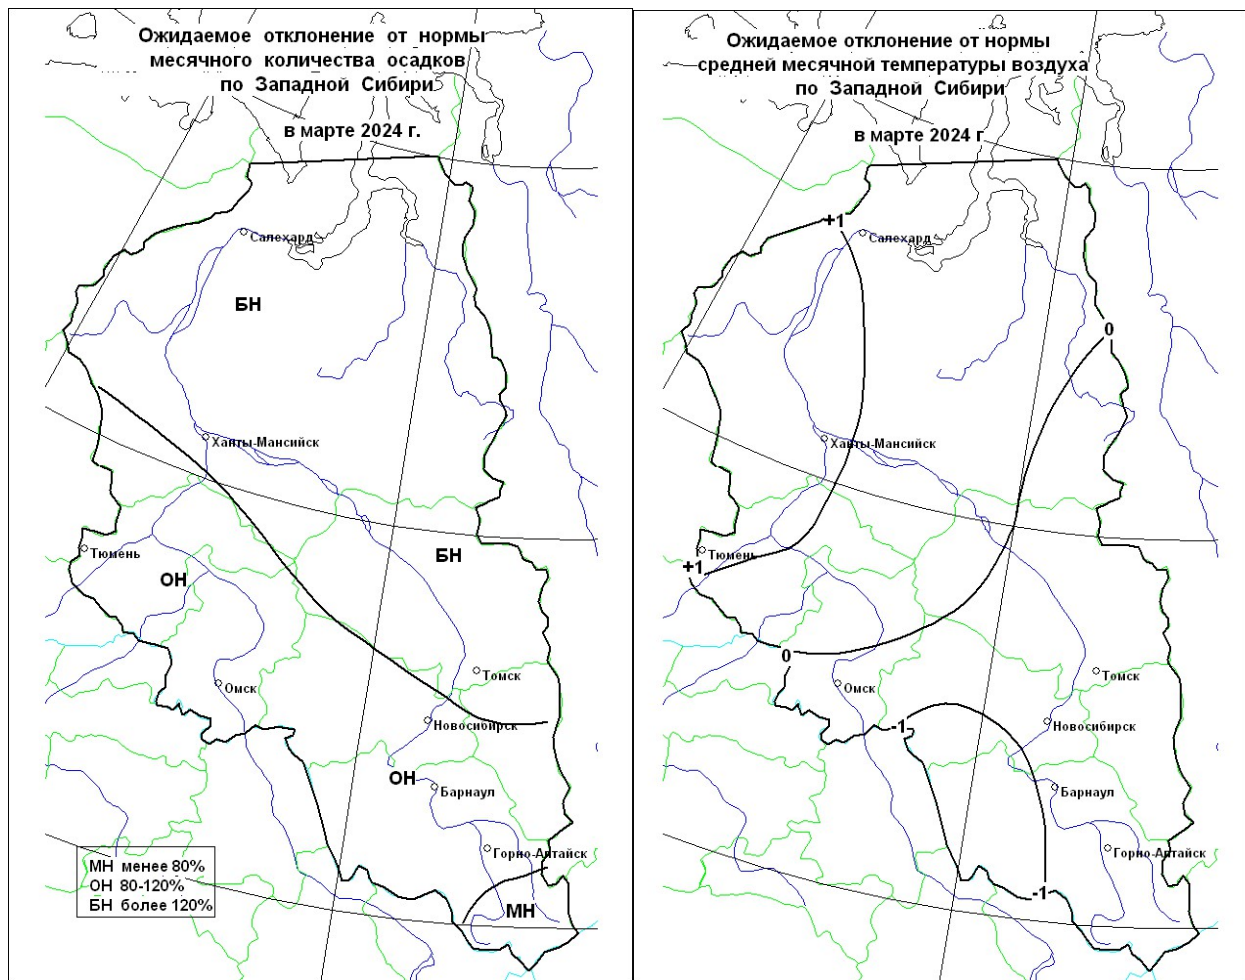 Ожидаемое отклонение от нормы
месячного количества осадков
по Западной Сибири
в марте 2024 г.
Салехард
БН
Ханты-Мансийск
БН
Тюмень
ОН
Томск
Омск
Новосибирск
ОН
Барнаул
Горно-Алтайск
МН менее 80%
ОН 80-120%
БН более 120%
МН
Ожидаемое отклонение от нормы
средней месячной температуры воздуха
по Западной Сибири
в марте 2024 г
+1
Салехард
0
Ханты-Мансийск
Тюмень
+1
0
Томск
Омск
-1
Новосибирск
Барнаул
Горно-Алтайск
-1